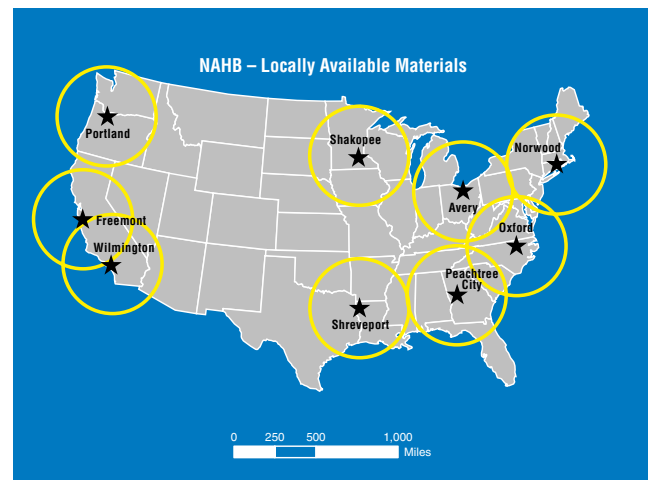 NAHB – Locally Available Materials
Portland
Shakopee
Norwood
Avery
Freemont
Oxford
Wilmington
Peachtree
City
Shreveport
0 250 500 1,000
Miles